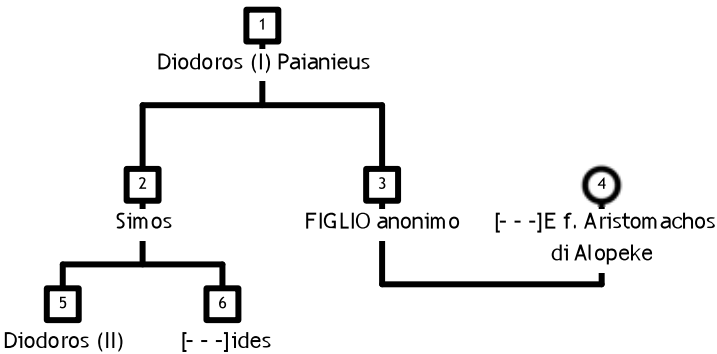 1
Diodoros (I) Paianieus
2
3
4
Simos
FIGLIO anonimo
[- - -]E f. Aristomachos
di Alopeke
5
6
Diodoros (II)
[- - -]ides